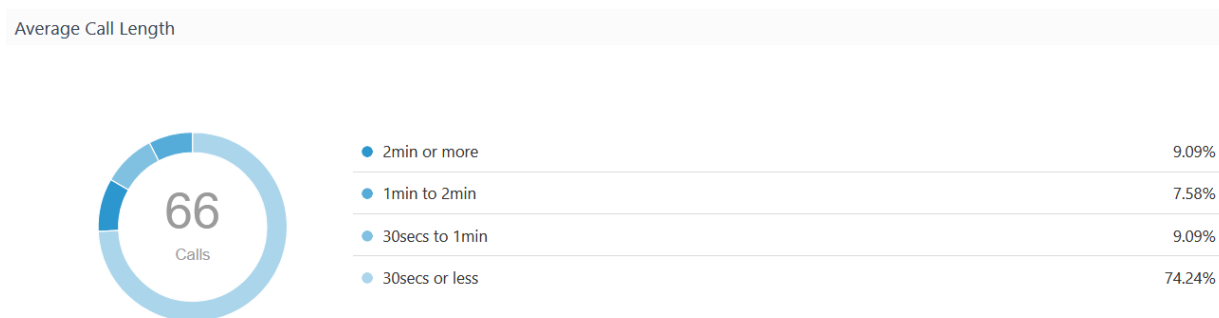 Average Call Length
66
Calls
2min or more 9.09%
1min to 2min 7.58%
30secs to 1min 9.09%
30secs or less 74.24%